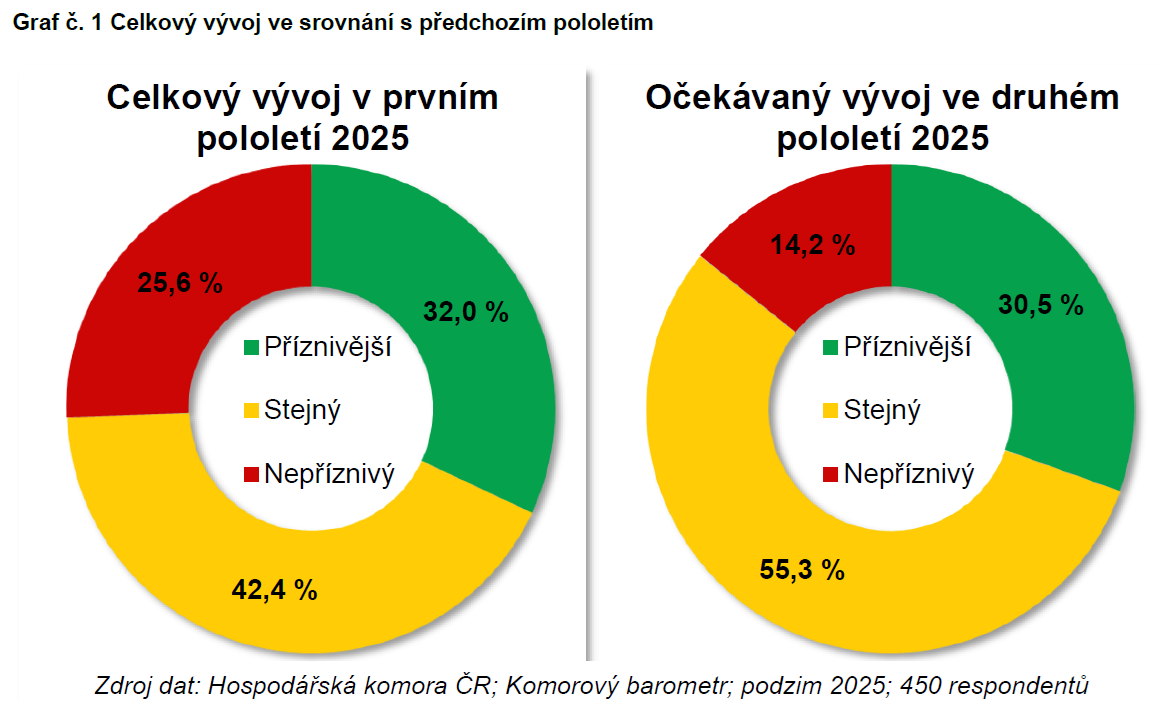 Graf č. 1 Celkový vývoj ve srovnání s předchozím pololetím
Celkový vývoj v prvním
pololetí 2025
25,6 %
32,0 %
Příznivější
Stejný
Nepříznivý
42,4 %
Očekávaný vývoj ve druhém
pololetí 2025
14,2 %
30,5 %
Příznivější
Stejný
Nepříznivý
55,3 %
Zdroj dat: Hospodářská komora ČR; Komorový barometr; podzim 2025; 450 respondentů